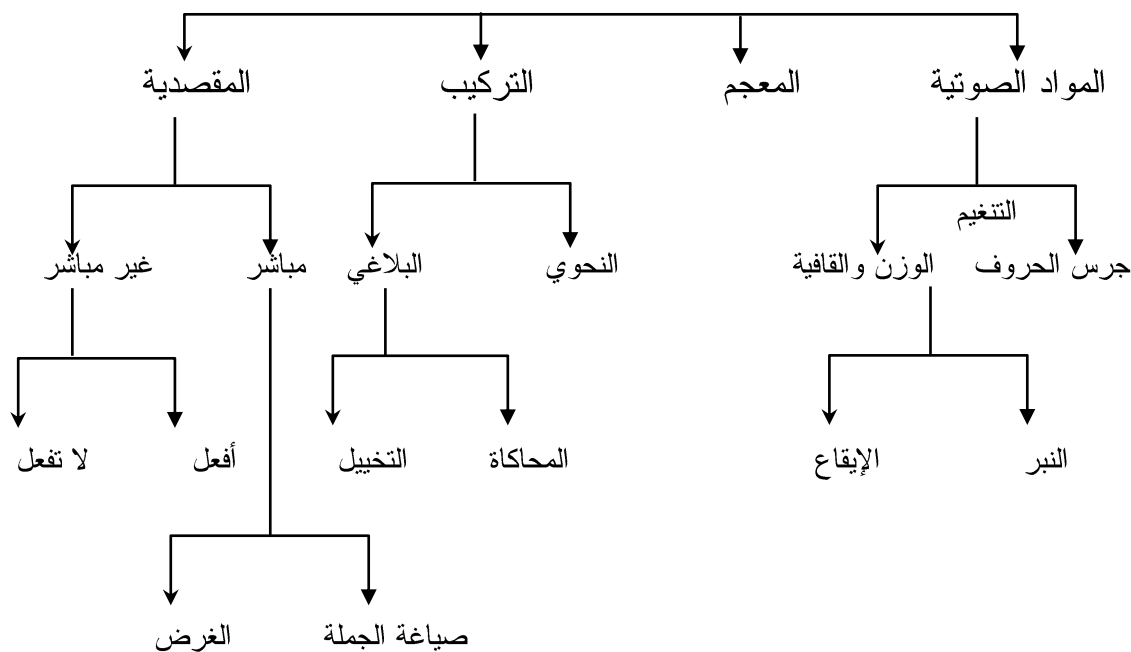 المواد الصوتية
المعجم
التركيب
المقصدية
التنغيم
جرس الحروف
الوزن والقافية
النحوي
البلاغي
مباشر
غير مباشر
النبر
الإيقاع
المحاكاة
التخييل
أفعل
لا تفعل
صياغة الجملة
الغرض